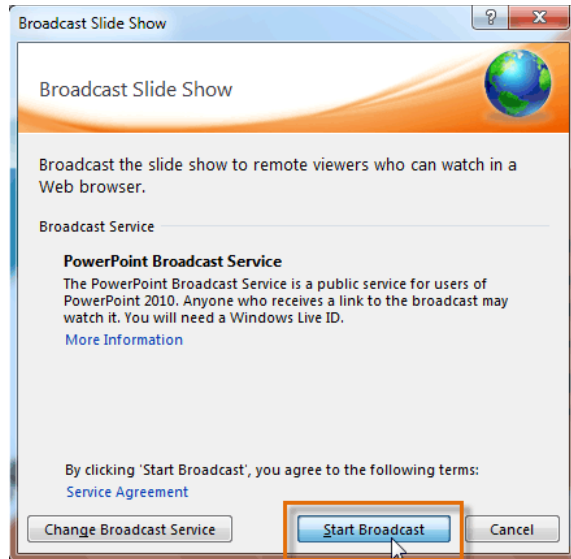 Broadcast Slide Show
Broadcast Slide Show
Broadcast the slide show to remote viewers who can watch in a
Web browser.
Broadcast Service
PowerPoint Broadcast Service
The PowerPoint Broadcast Service is a public service for users of
PowerPoint 2010. Anyone who receives a link to the broadcast may
watch it. You will need a Windows Live ID.
More Information
By clicking 'Start Broadcast', you agree to the following terms:
Service Agreement
Change Broadcast Service Start Broadcast Cancel